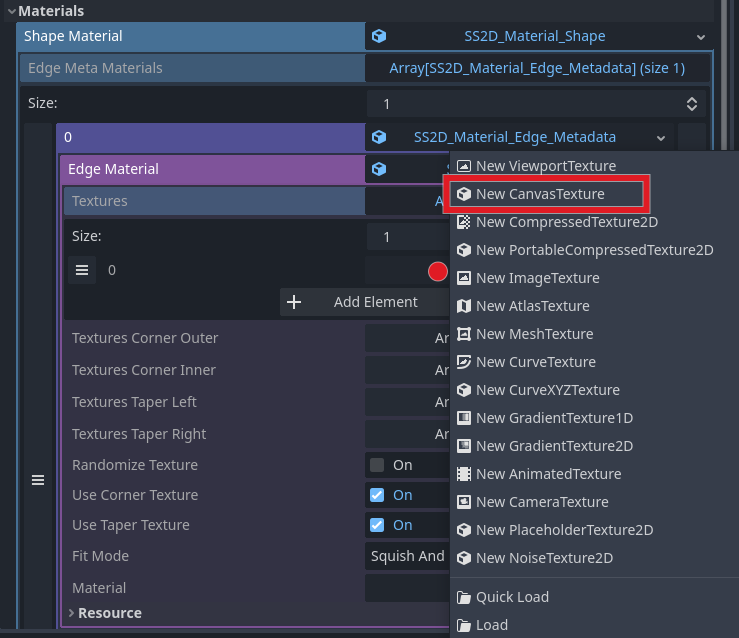 Materials
Shape Material SS2D_Material_Shape
Edge Meta Materials Array[SS2D_Material_Edge_Metadata] (size 1)
Size: 1
0 SS2D_Material_Edge_Metadata
Edge Material
Textures
Size: 1
0
Add Element
Textures Corner Outer Ar
Textures Corner Inner Ar
Textures Taper Left Ar
Textures Taper Right Ar
Randomize Texture On
Use Corner Texture On
Use Taper Texture On
Fit Mode Squish And
Material
Resource
New ViewportTexture
New CanvasTexture
New CompressedTexture2D
New PortableCompressedTexture2D
New ImageTexture
New AtlasTexture
New MeshTexture
New CurveTexture
New CurveXYZTexture
New GradientTexture1D
New GradientTexture2D
New AnimatedTexture
New CameraTexture
New PlaceholderTexture2D
New NoiseTexture2D
Quick Load
Load